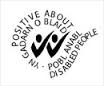 POSITIVE ABOUT
YN GADARN O BLAID
POBL ANABL
DISABLED PEOPLE